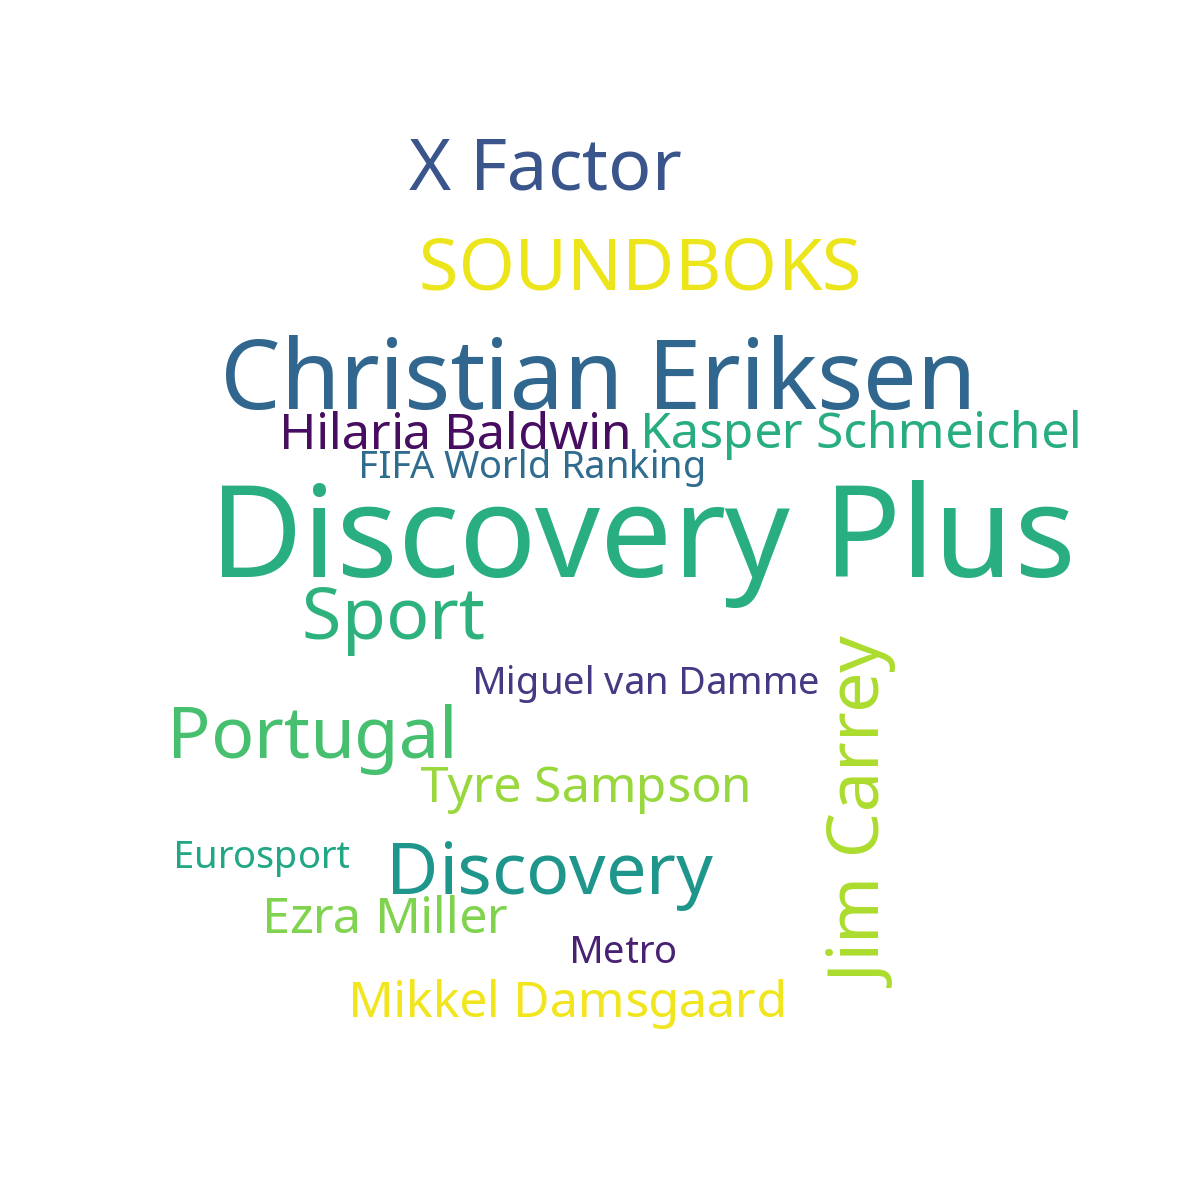 X Factor
SOUNDBOKS
Christian Eriksen
Hilaria Baldwin
Kasper Schmeichel
FIFA World Ranking
Discovery Plus
Sport
Miguel van Damme
Jim Carrey
Portugal
Tyre Sampson
Eurosport
Discovery
Ezra Miller
Metro
Mikkel Damsgaard